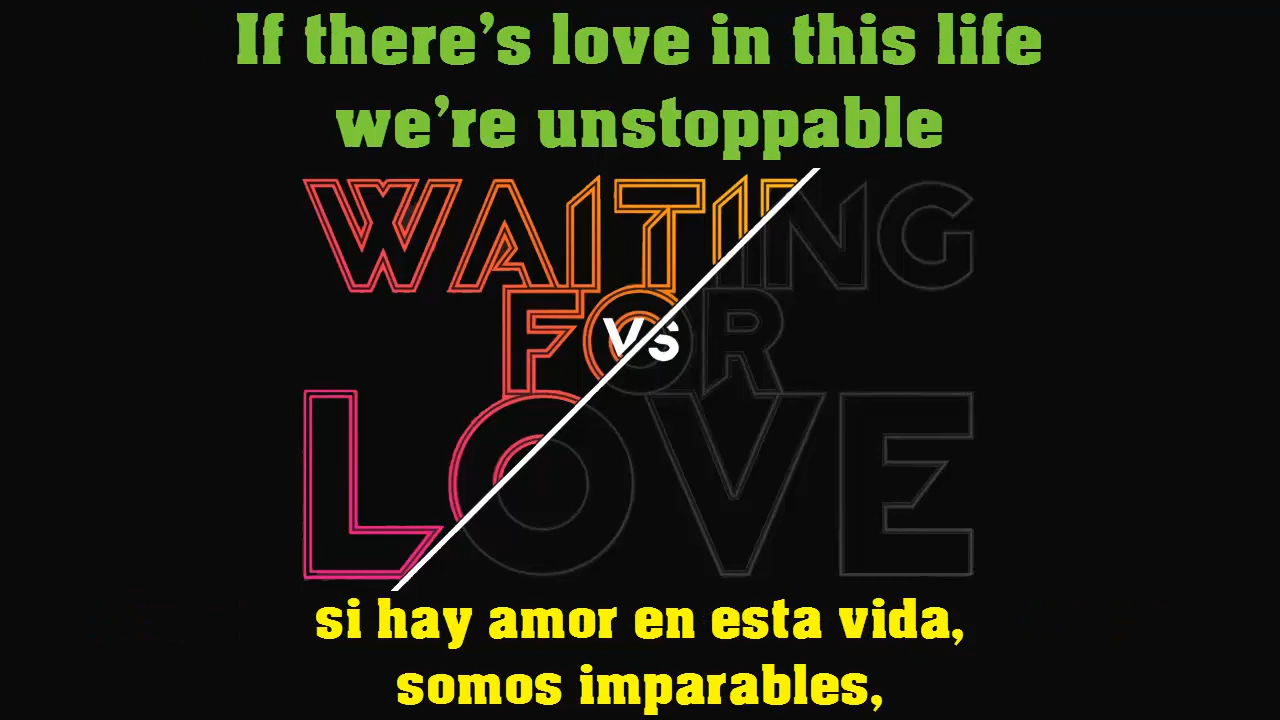 If there's love in this life
we're unstoppable
WAITING
FOR
VS
LOVE
si hay amor en esta vida,
somos imparables,